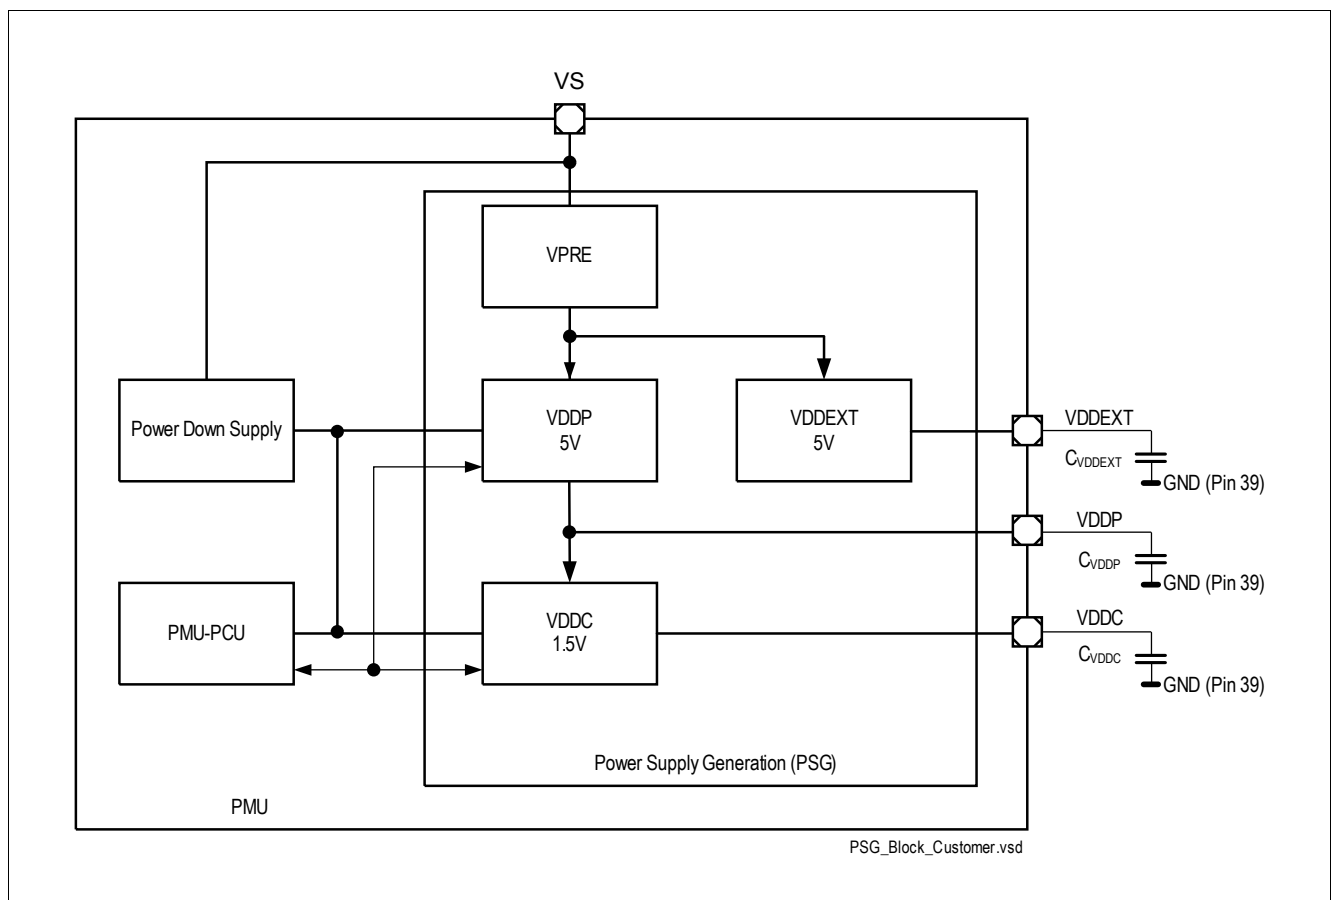 VS
VPRE
VDDP
5V
VDDEXT
5V
Power Down Supply
VDDEXT
CVDDEXT
GND (Pin 39)
VDDP
CVDDP
GND (Pin 39)
PMU-PCU
VDDC
1.5V
VDDC
CVDDC
GND (Pin 39)
Power Supply Generation (PSG)
PMU
PSG_Block_Customer.vsd